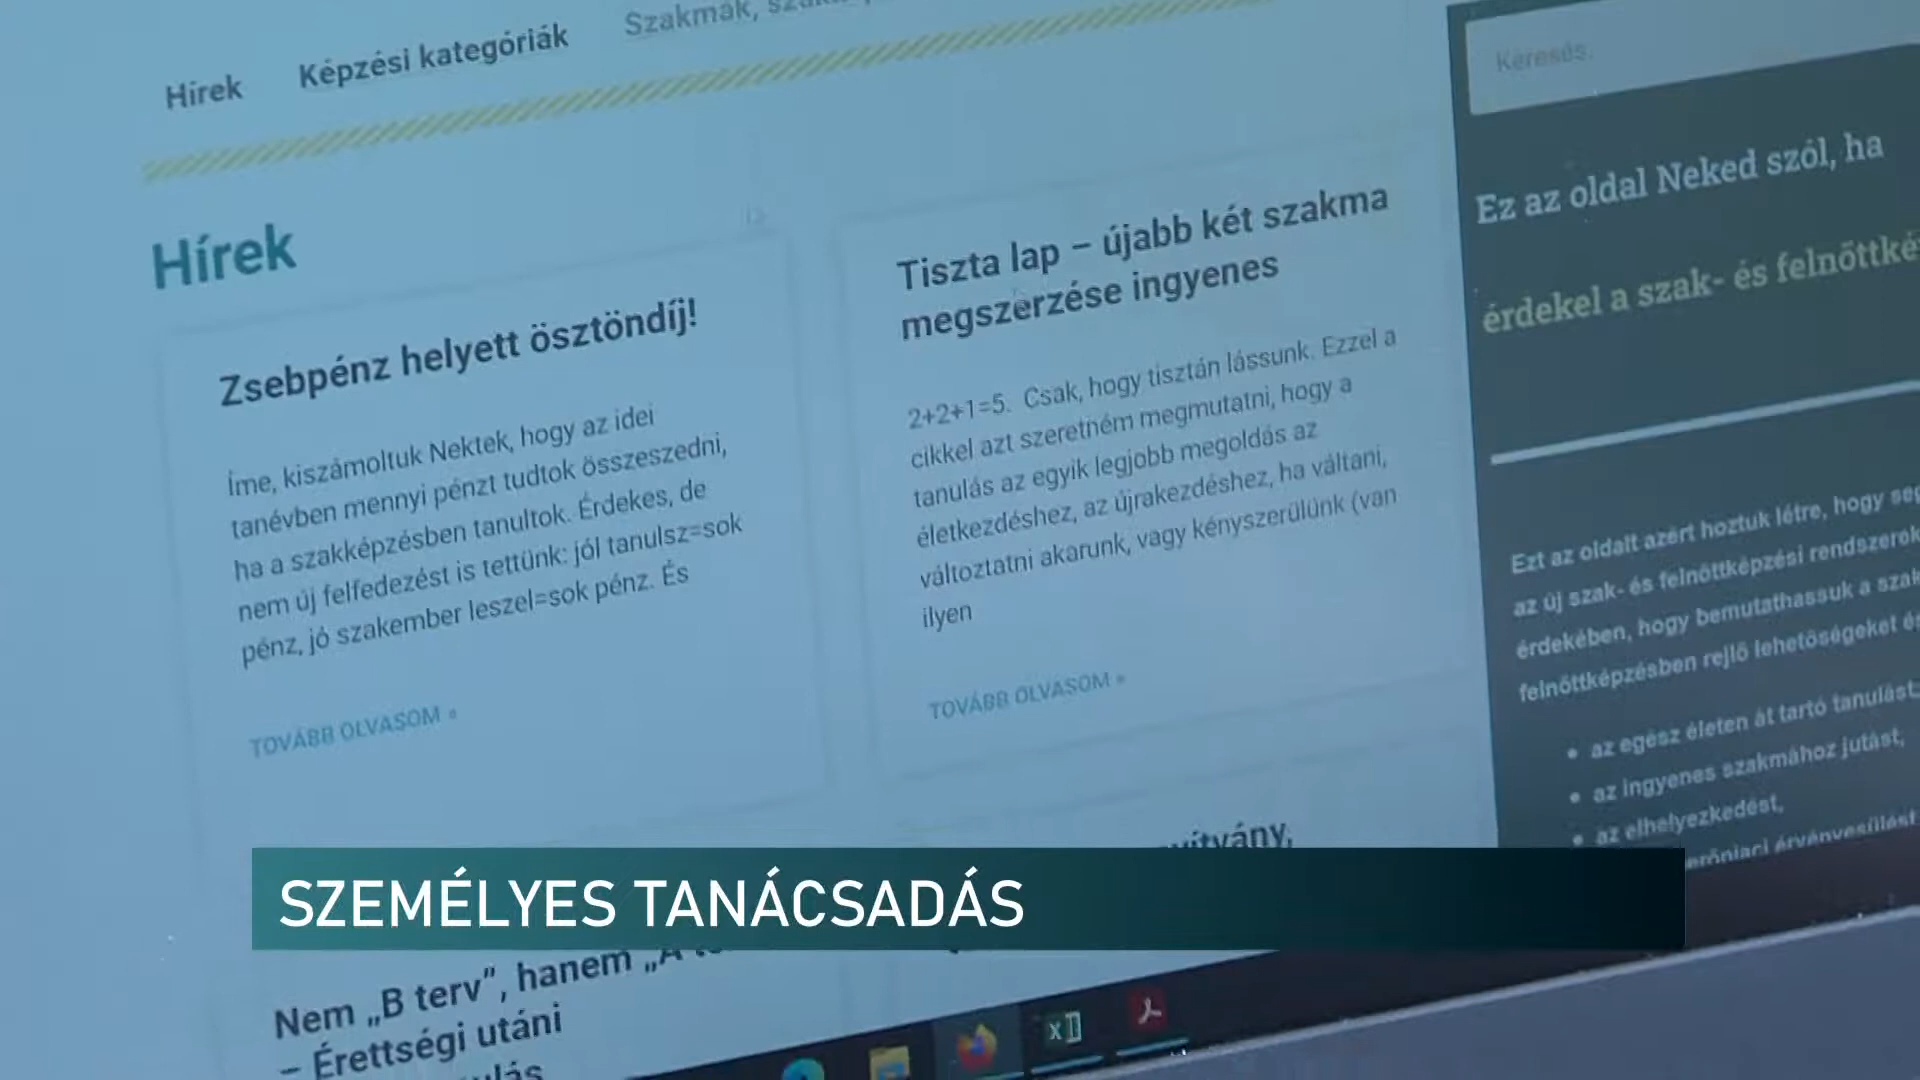 Hírek
Képzési kategóriák
Szakmák,
Keresés.
Hírek
Zsebpénz helyett ösztöndíj!
Íme, kiszámoltuk Nektek, hogy az idei
tanévben mennyi pénzt tudtok összeszedni,
ha a szakképzésben tanultok. Érdekes, de
nem új felfedezést is tettünk: jól tanulsz=sok
pénz, jó szakember leszel=sok pénz. És
TOVÁBB OLVASOM »
Tiszta lap – újabb két szakma
megszerzése ingyenes
2+2+1=5. Csak, hogy tisztán lássunk. Ezzel a
cikkel azt szeretném megmutatni, hogy a
tanulás az egyik legjobb megoldás az
életkezdéshez, az újrakezdéshez, ha váltani,
változtatni akarunk, vagy kényszerülünk (van
ilyen
TOVÁBB OLVASOM »
Ez az oldal Neked szól, ha
érdekel a szak- és felnőttké
Ezt az oldalt azért hoztuk létre, hogy seg
az új szak- és felnőttképzési rendszerek
érdekében, hogy bemutathassuk a szak
felnőttképzésben rejlő lehetőségeket és
• az egész életen át tartó tanulást,
• az ingyenes szakmához jutást,
• az elhelyezkedést,
erőpiaci érvényesülést
SZEMÉLYES TANÁCSADÁS
Nem „B terv”, hanem „A
– Érettségi utáni